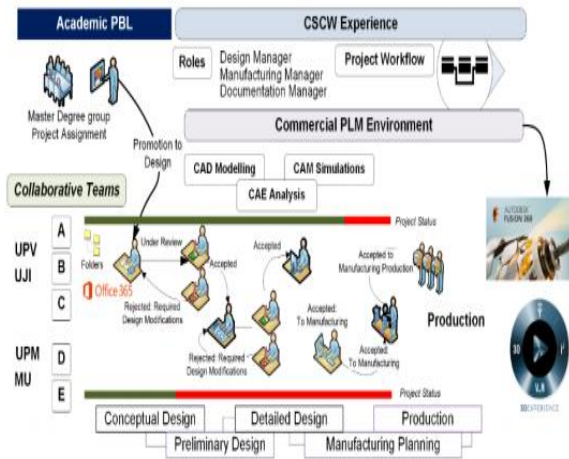 Academic PBL
CSCW Experience
Roles
Design Manager
Manufacturing Manager
Documentation Manager
Project Workflow
Master Degree group
Project Assignment
Commercial PLM Environment
Promotion to
Design
CAD Modelling
CAM Simulations
CAE Analysis
Collaborative Teams
AUTODESK
FUSION 360
A
Project Status
UPV
UJI
B
Folders
Under Review
Accepted
Accepted
Accepted to
Manufacturing Production
Office 365
C
Rejected: Required
Design Modifications
Accepted:
To Manufacturing
Production
3D
V.R
UPM
MU
D
Rejected: Required
Design Modifications
Accepted:
To Manufacturing
3DEXPERIENCE
E
Project Status
Conceptual Design
Detailed Design
Production
Preliminary Design
Manufacturing Planning